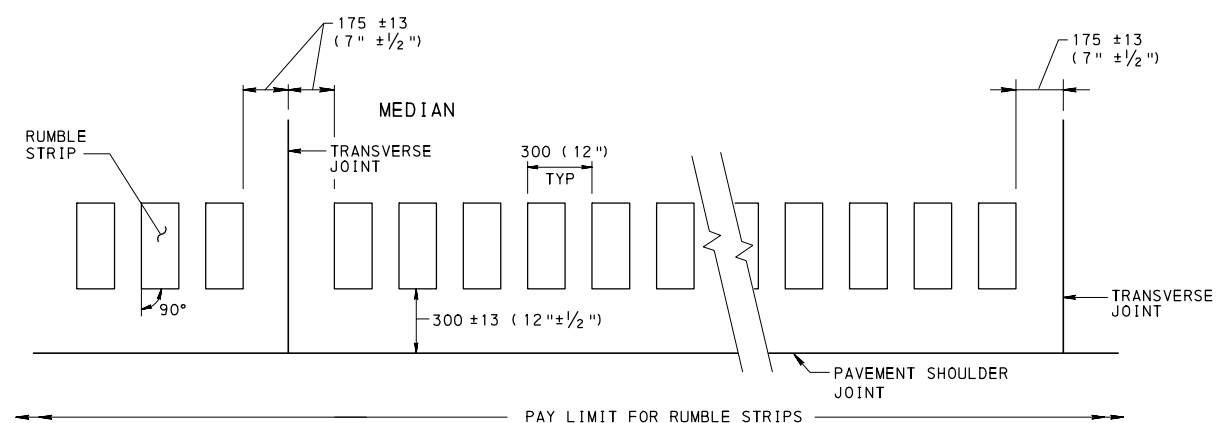 175 ±13
(7" ±1/2")
175 ±13
(7" ±1/2")
MEDIAN
RUMBLE
STRIP
TRANSVERSE
JOINT
300 (12")
TYP
90°
300 ±13 (12"±1/2")
TRANSVERSE
JOINT
PAVEMENT SHOULDER
JOINT
PAY LIMIT FOR RUMBLE STRIPS